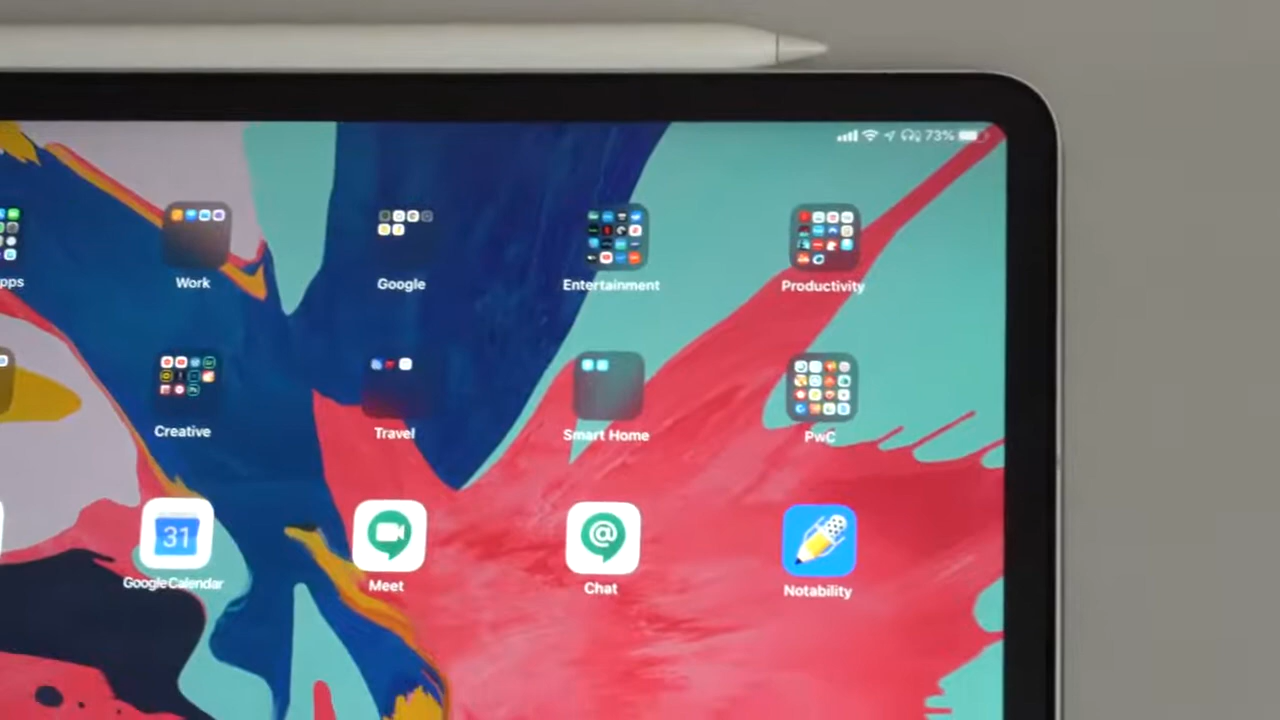 73%
pps
Work
Google
Entertainment
Productivity
Creative
Travel
Smart Home
PwC
31
Google Calendar
Meet
@
Chat
Notability